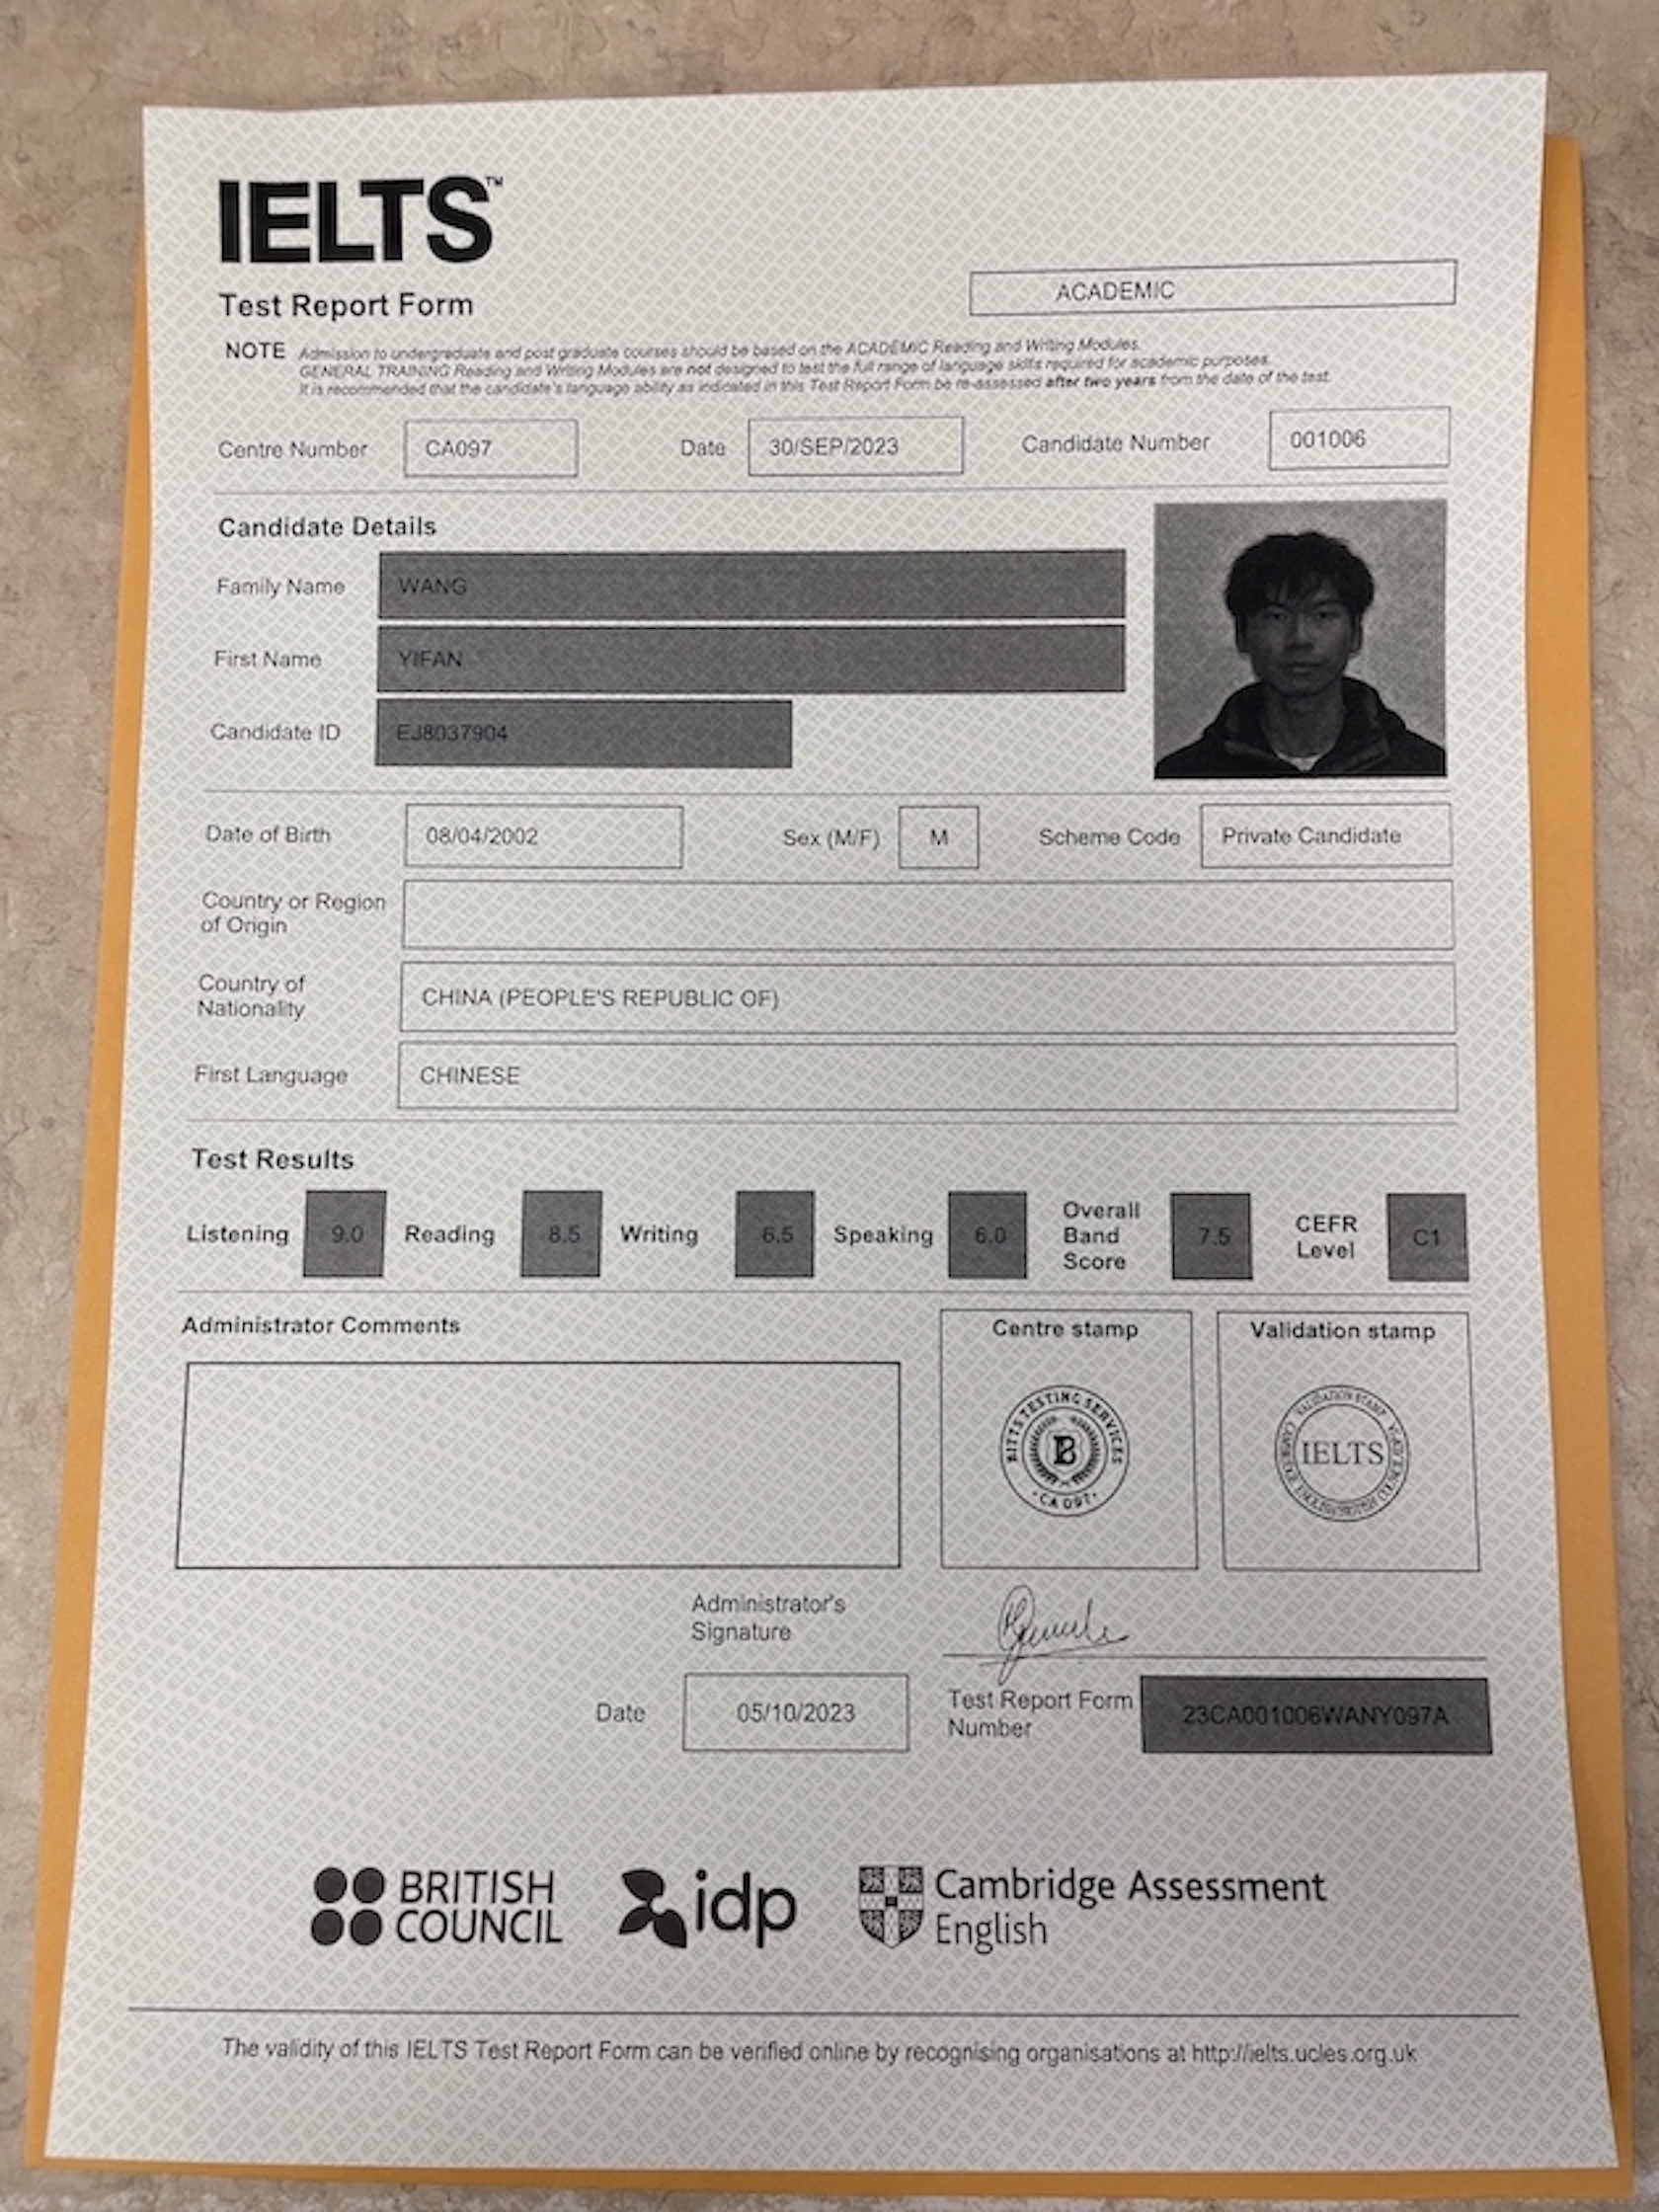 IELTS™
Test Report Form
ACADEMIC
NOTE Admission to undergraduate and post graduate courses should be based on the ACADEMIC Reading and Writing Modules.
GENERAL TRAINING Reading and Writing Modules are not designed to test the full range of language skills required for academic purposes.
It is recommended that the candidate's language ability as indicated in this Test Report Form be re-assessed after two years from the date of the test.
Centre Number CA097 Date 30/SEP/2023 Candidate Number 001006
Candidate Details
Family Name WANG
First Name YIFAN
Candidate ID EJ8037904
Date of Birth 08/04/2002 Sex (M/F) M Scheme Code Private Candidate
Country or Region
of Origin
Country of
Nationality
CHINA (PEOPLE'S REPUBLIC OF)
First Language CHINESE
Test Results
Listening 9.0 Reading 8.5 Writing 6.5 Speaking 6.0 Overall Band Score 7.5 CEFR Level C1
Administrator Comments
Centre stamp
BITTS TESTING SERVICES
B
CA 097
Validation stamp
VALIDATION STAMP
IELTS
Administrator's
Signature
Date 05/10/2023
Test Report Form
Number
23CA001006WANY097A
BRITISH
COUNCIL
idp
Cambridge Assessment
English
The validity of this IELTS Test Report Form can be verified online by recognising organisations at http://ielts.ucles.org.uk